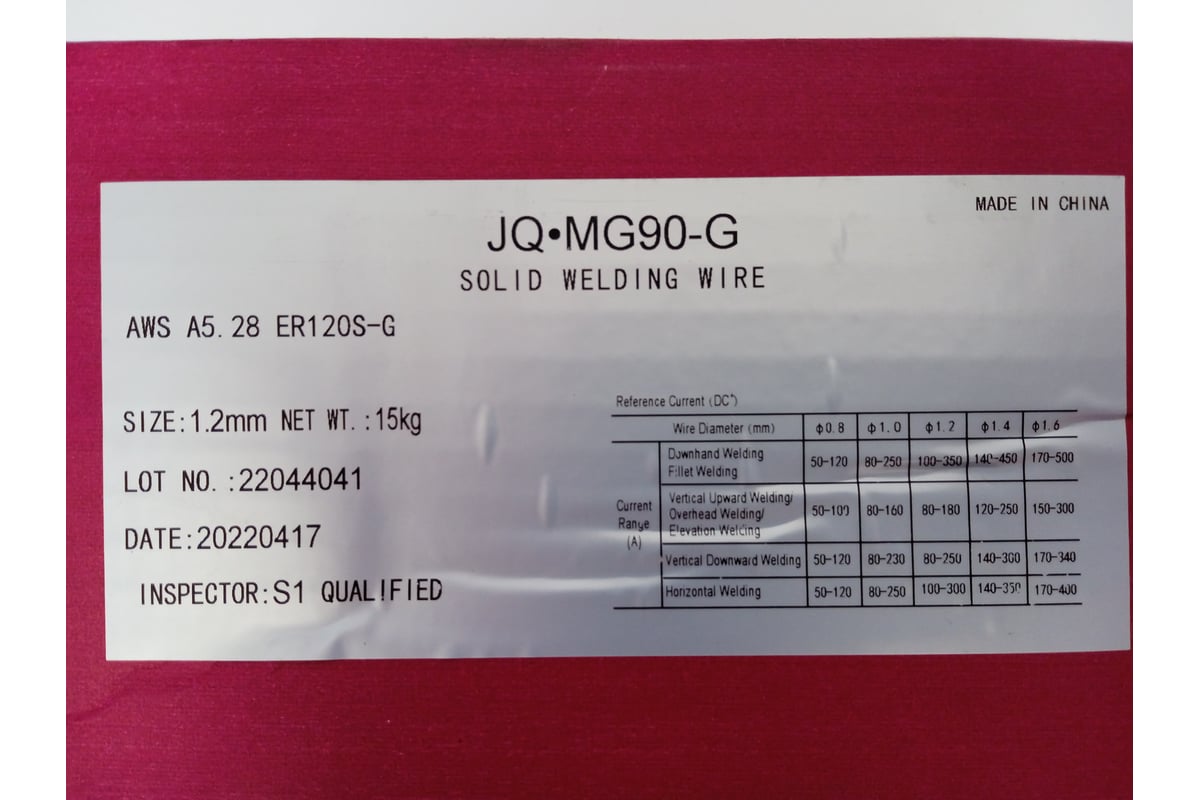 MADE IN CHINA
JQ•MG90-G
SOLID WELDING WIRE
AWS A5.28 ER120S-G
SIZE:1.2mm NET WT.:15kg
LOT NO.:22044041
DATE:20220417
INSPECTOR:S1 QUALIFIED
Reference Current (DC⁺)
Wire Diameter (mm) ф0.8 ф1.0 ф1.2 ф1.4 ф1.6
Current Range (A)
Downhand Welding
Fillet Welding
50-120 80-250 100-350 140-450 170-500
Vertical Upward Welding/
Overhead Welding/
Elevation Welding
50-100 80-160 80-180 120-250 150-300
Vertical Downward Welding 50-120 80-230 80-250 140-300 170-340
Horizontal Welding 50-120 80-250 100-300 140-350 170-400